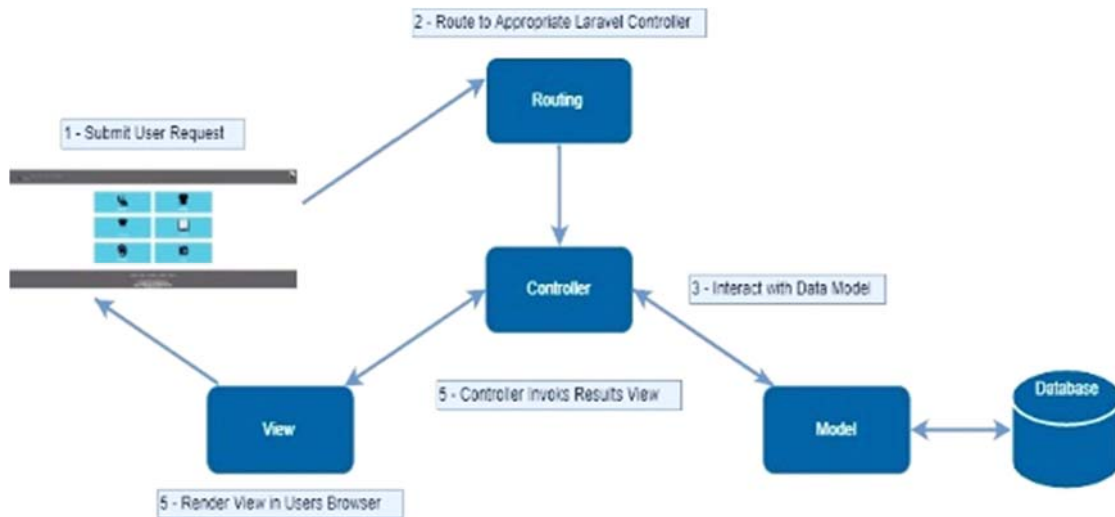 2 - Route to Appropriate Laravel Controller
Routing
1 - Submit User Request
Controller
3 - Interact with Data Model
5 - Controller Invoks Results View
View
Model
Database
5 - Render View in Users Browser